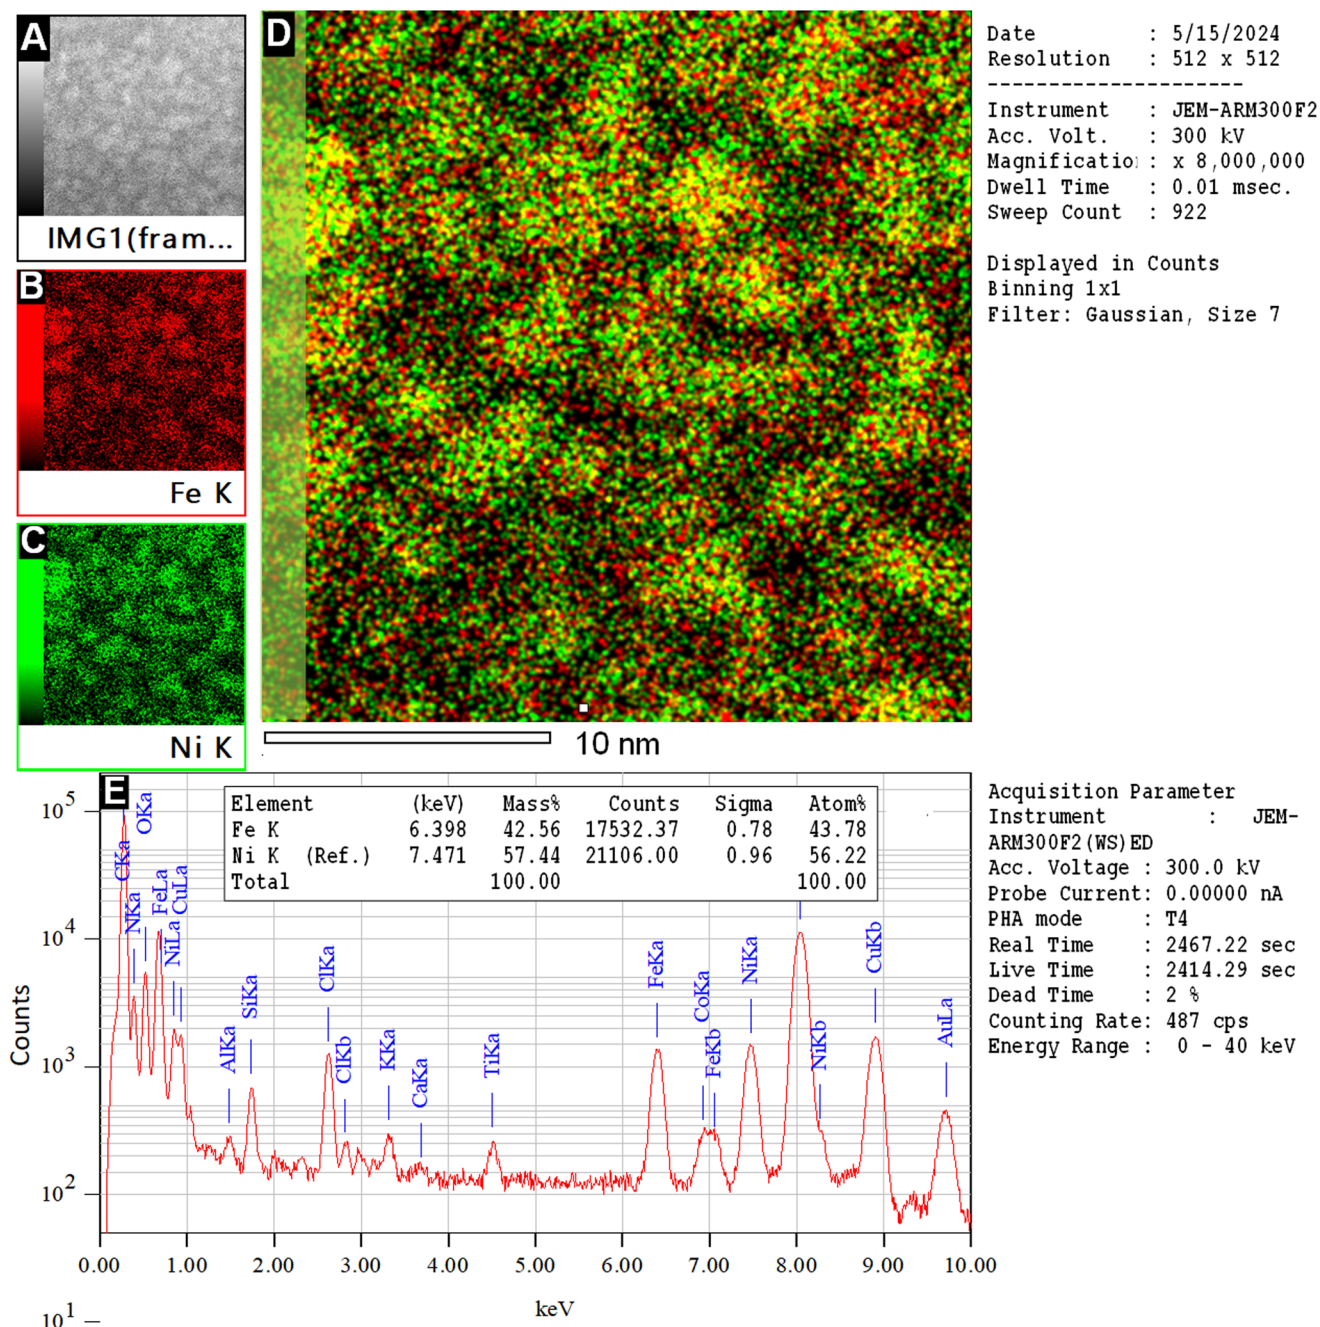 A
IMG1(fram...
B
Fe K
C
Ni K
D
10 nm
Date : 5/15/2024
Resolution : 512 x 512
---------------------
Instrument : JEM-ARM300F2
Acc. Volt. : 300 kV
Magnificatio : x 8,000,000
Dwell Time : 0.01 msec.
Sweep Count : 922
Displayed in Counts
Binning 1x1
Filter: Gaussian, Size 7
E
Element (keV) Mass% Counts Sigma Atom%
Fe K 6.398 42.56 17532.37 0.78 43.78
Ni K (Ref.) 7.471 57.44 21106.00 0.96 56.22
Total 100.00 100.00
CKa
NKa
OKa
FeLa
NiLa
CuLa
AlKa
SiKa
ClKa
ClKb
KKa
CaKa
TiKa
FeKa
CoKa
FeKb
NiKa
NiKb
CuKb
AuLa
Counts
10^5
10^4
10^3
10^2
10^1
0.00 1.00 2.00 3.00 4.00 5.00 6.00 7.00 8.00 9.00 10.00
keV
Acquisition Parameter
Instrument : JEM-
ARM300F2(WS)ED
Acc. Voltage : 300.0 kV
Probe Current: 0.00000 nA
PHA mode : T4
Real Time : 2467.22 sec
Live Time : 2414.29 sec
Dead Time : 2 %
Counting Rate: 487 cps
Energy Range : 0 - 40 keV